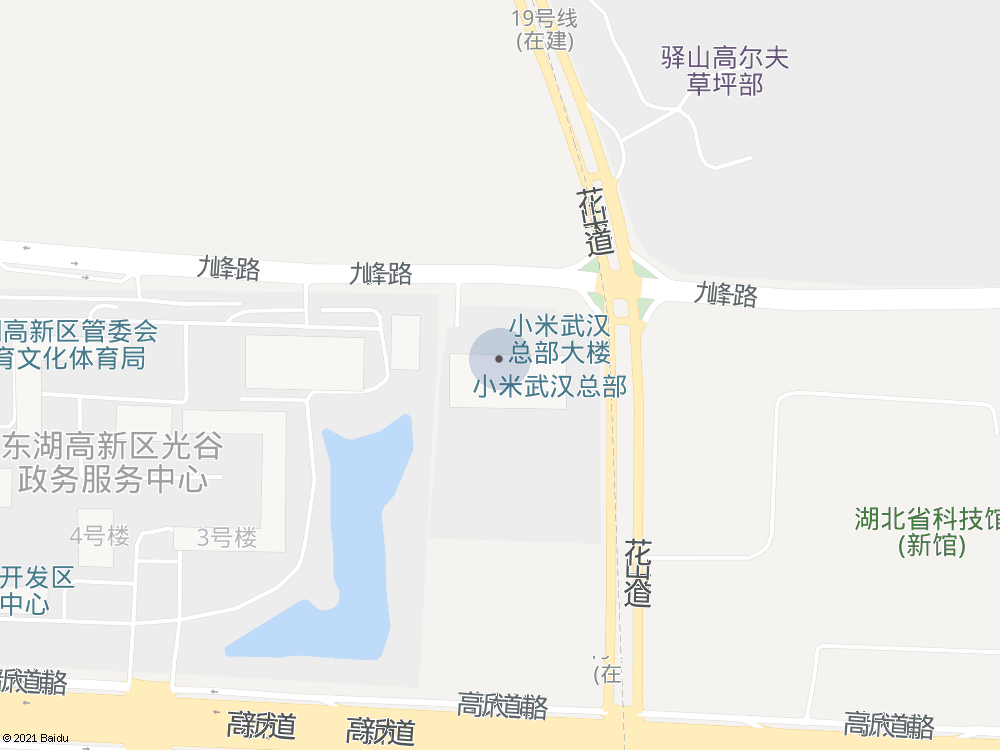 19号线
(在建)
驿山高尔夫
草坪部
花山大道
九峰路
九峰路
九峰路
小米武汉
总部大楼
小米武汉总部
湖高新区管委会
育文化体育局
东湖高新区光谷
政务服务中心
4号楼
3号楼
湖北省科技馆
(新馆)
花山大道
开发区
中心
(在
高新大道辅路
高新大道辅路
高新大道
高新大道
高新大道辅路
© 2021 Baidu